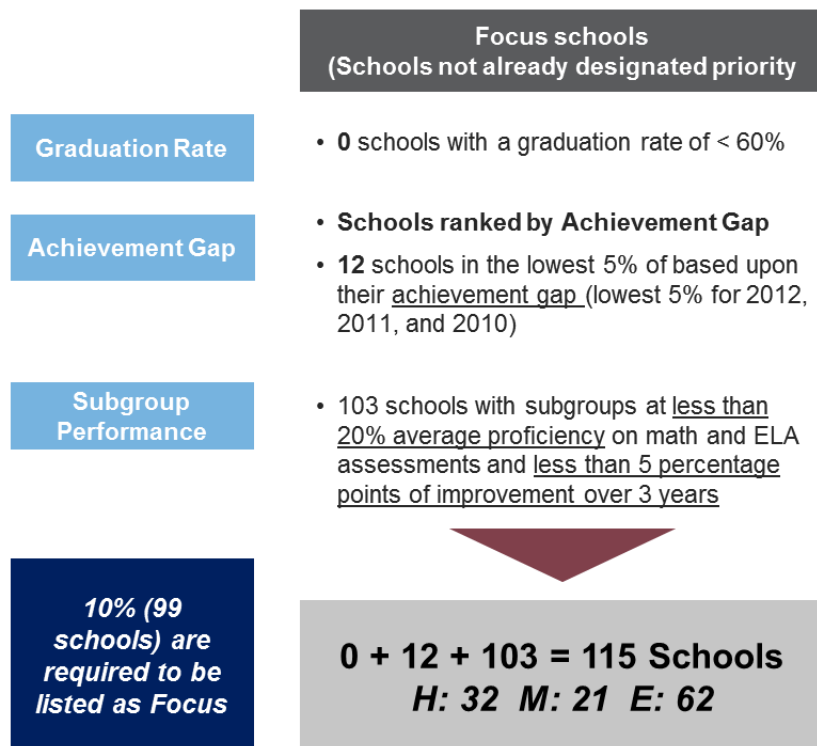 Focus schools
(Schools not already designated priority
Graduation Rate
• 0 schools with a graduation rate of < 60%
Achievement Gap
• Schools ranked by Achievement Gap
• 12 schools in the lowest 5% of based upon
their achievement gap (lowest 5% for 2012,
2011, and 2010)
Subgroup
Performance
• 103 schools with subgroups at less than
20% average proficiency on math and ELA
assessments and less than 5 percentage
points of improvement over 3 years
10% (99
schools) are
required to be
listed as Focus
0 + 12 + 103 = 115 Schools
H: 32 M: 21 E: 62